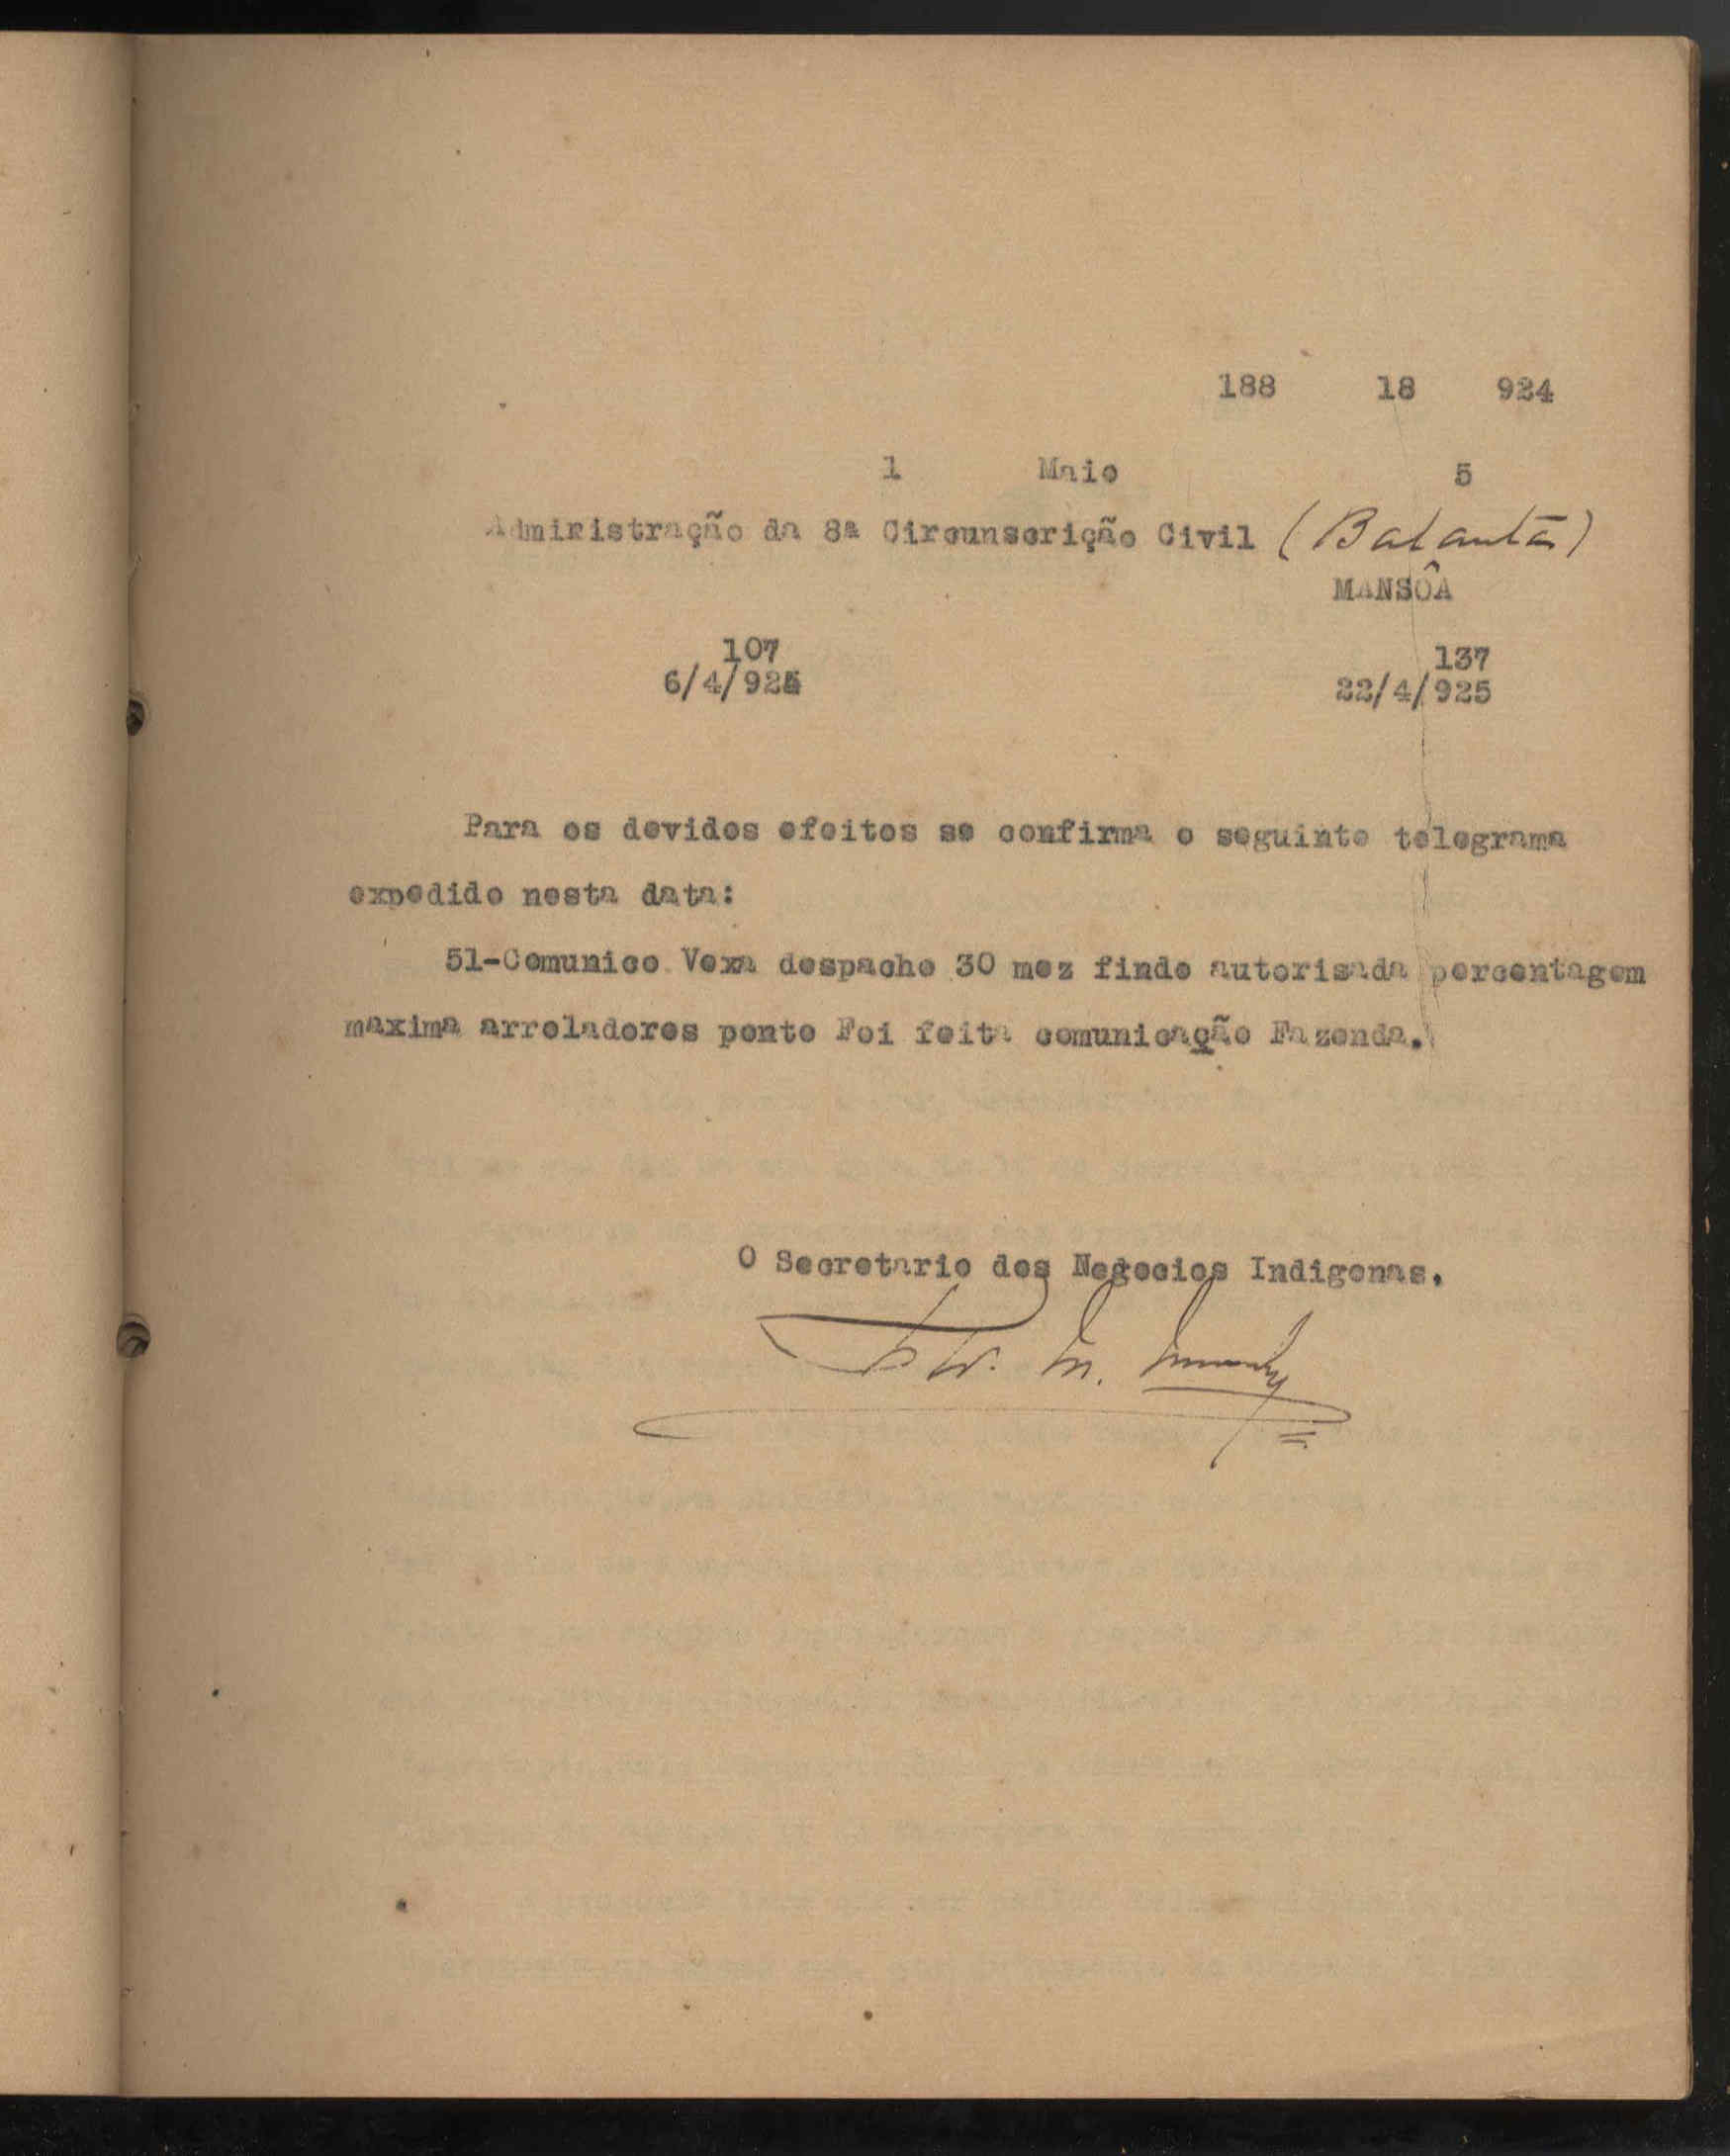 188 18 924
1 Maio 5
Administração da 8ª Circunscrição Civil (Balantã)
MANSÔA
107 137
6/4/925 22/4/925
Para os devidos efeitos se confirma o seguinte telegrama
expedido nesta data:
51-Comunico Vexa despacho 30 mez findo autorisada percentagem
maxima arroladores ponto Foi feita comunicação Fazenda.
O Secretario dos Negocios Indigenas.